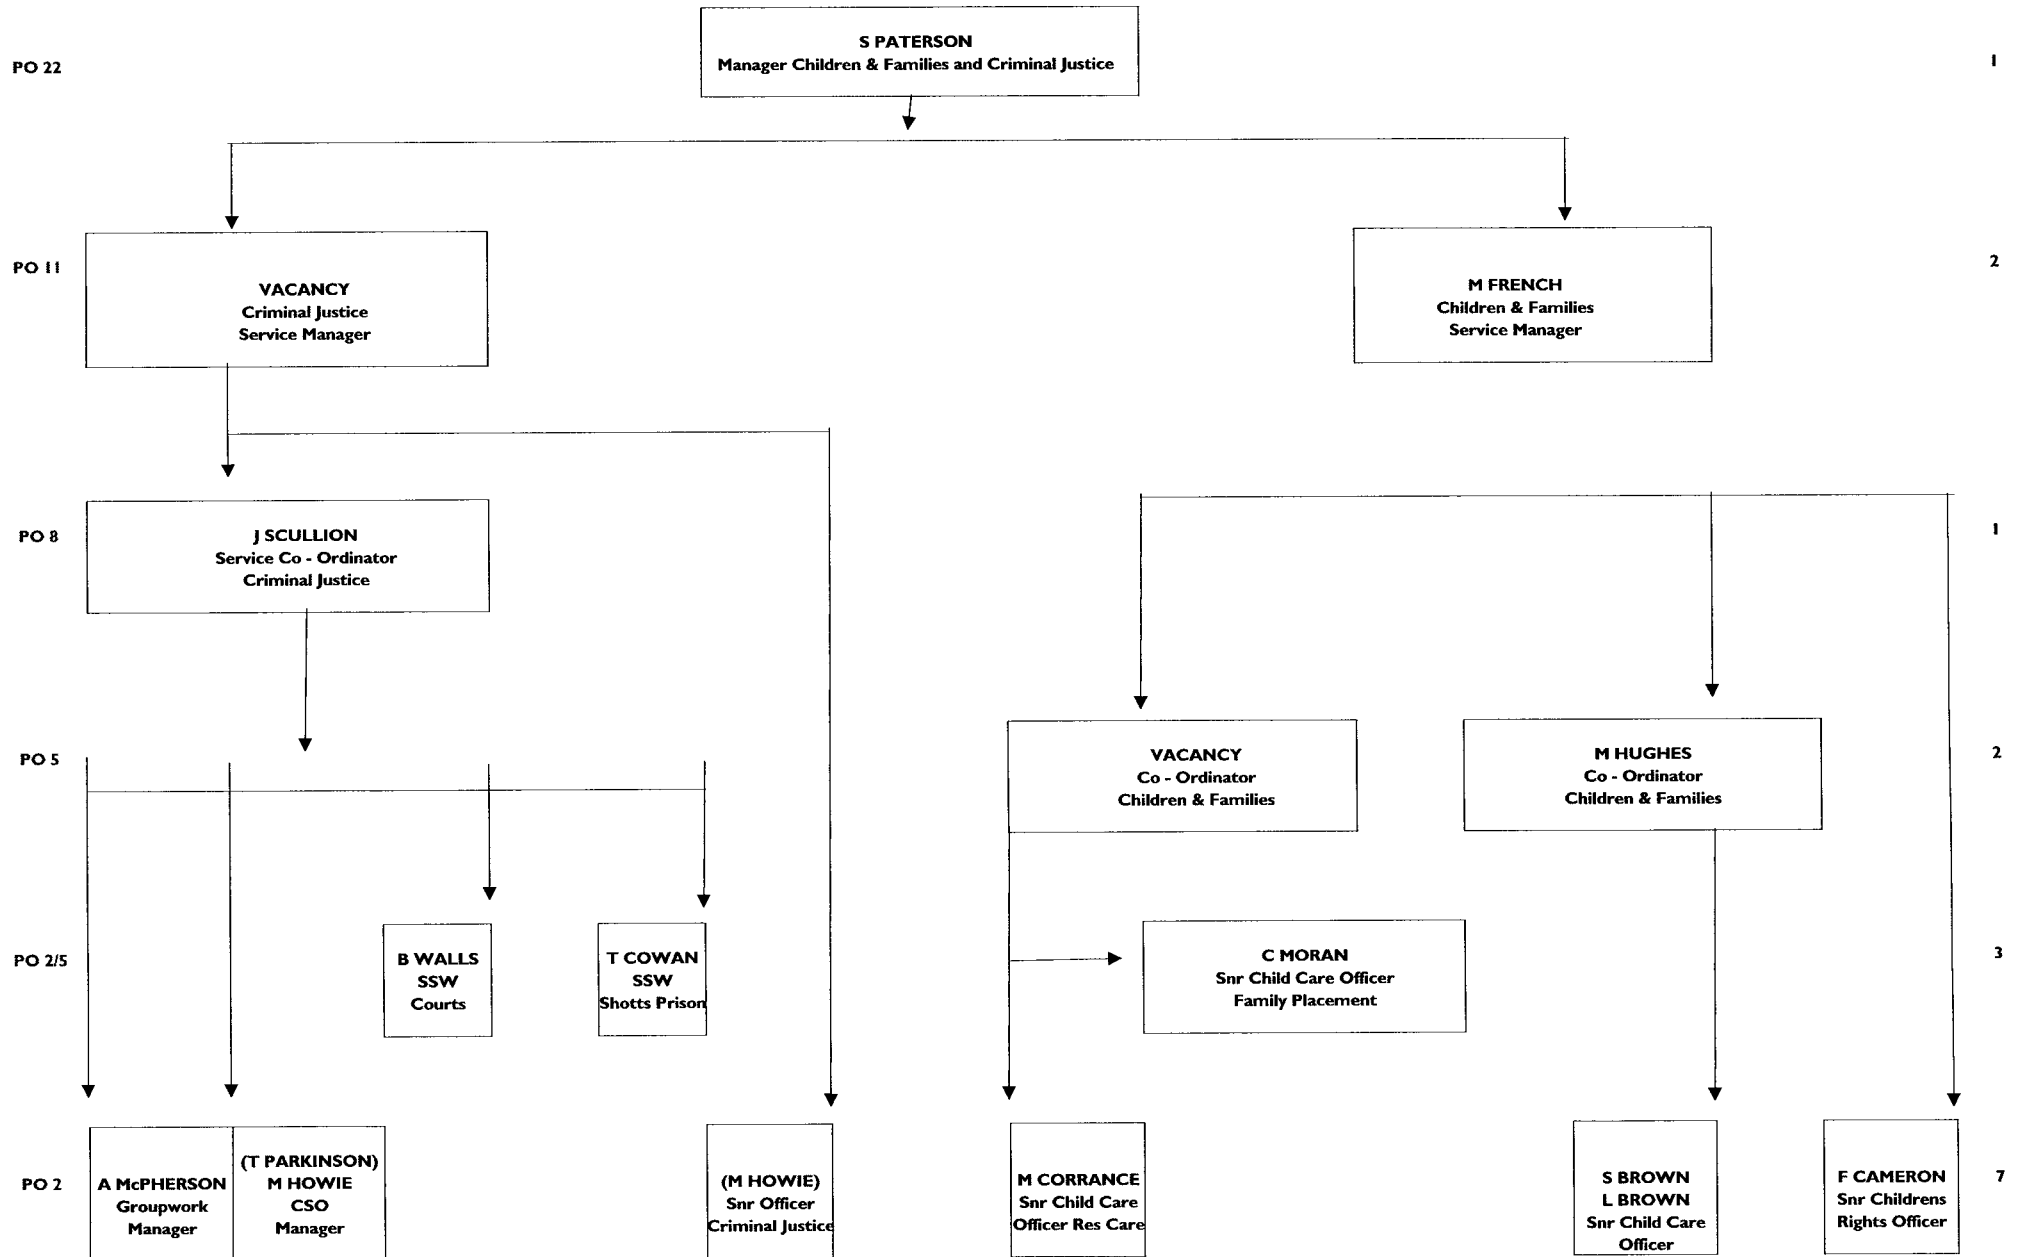 S PATERSON
PO 22
Manager Children & Families and Criminal Justice
1
PO 11
VACANCY
Criminal Justice
Service Manager
M FRENCH
Children & Families
Service Manager
2
PO 8
J SCULLION
Service Co - Ordinator
Criminal Justice
1
PO 5
VACANCY
Co - Ordinator
Children & Families
M HUGHES
Co - Ordinator
Children & Families
2
PO 2/5
B WALLS
SSW
Courts
T COWAN
SSW
Shotts Prison
C MORAN
Snr Child Care Officer
Family Placement
3
PO 2
A McPHERSON
Groupwork
Manager
(T PARKINSON)
M HOWIE
CSO
Manager
(M HOWIE)
Snr Officer
Criminal Justice
M CORRANCE
Snr Child Care
Officer Res Care
S BROWN
L BROWN
Snr Child Care
Officer
F CAMERON
Snr Childrens
Rights Officer
7